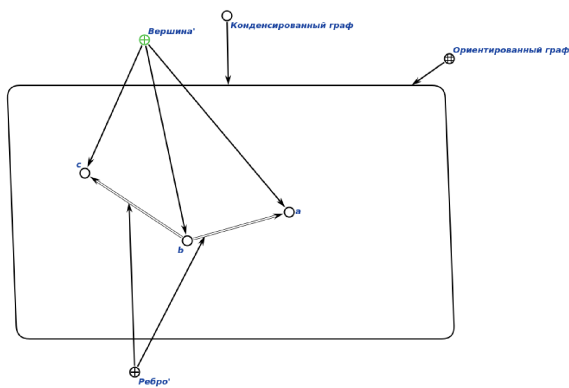 Вершина'
Конденсированный граф
Ориентированный граф
c
a
b
Ребро'